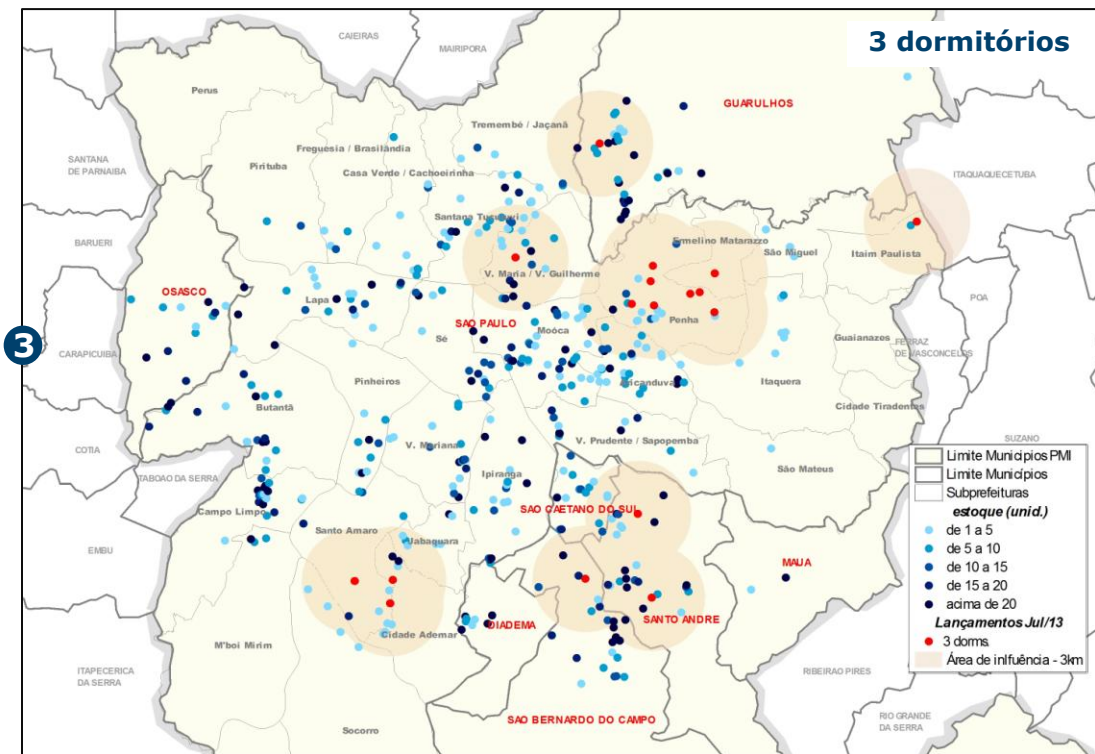 3 dormitórios
CAIEIRAS
MAIRIPORA
Perus
GUARULHOS
Tremembé / Jaçanã
Freguesia / Brasilândia
SANTANA
DE PARNAIBA
Pirituba
Casa Verde / Cachoeirinha
ITAQUAQUECETUBA
Santana Tucuruvi
BARUERI
Ermelino Matarazzo
São Miguel
Itaim Paulista
V. Maria / V. Guilherme
OSASCO
Lapa
POA
SAO PAULO
Moóca
Penha
Sé
Guaianazes
FERRAZ
DE VASCONCELOS
3
CARAPICUIBA
Pinheiros
Aricanduva
Itaquera
Butantã
Cidade Tiradentes
COTIA
V. Mariana
V. Prudente / Sapopemba
SUZANO
TABOAO DA SERRA
Ipiranga
São Mateus
Campo Limpo
SAO CAETANO DO SUL
Santo Amaro
Jabaquara
EMBU
MAUA
DIADEMA
SANTO ANDRE
Cidade Ademar
M'boi Mirim
ITAPECERICA
DA SERRA
RIBEIRAO PIRES
SAO BERNARDO DO CAMPO
Socorro
RIO GRANDE
DA SERRA
Limite Municipios PMI
Limite Municípios
Subprefeituras
estoque (unid.)
de 1 a 5
de 5 a 10
de 10 a 15
de 15 a 20
acima de 20
Lançamentos Jul/13
3 dorms.
Área de inlfuência - 3km